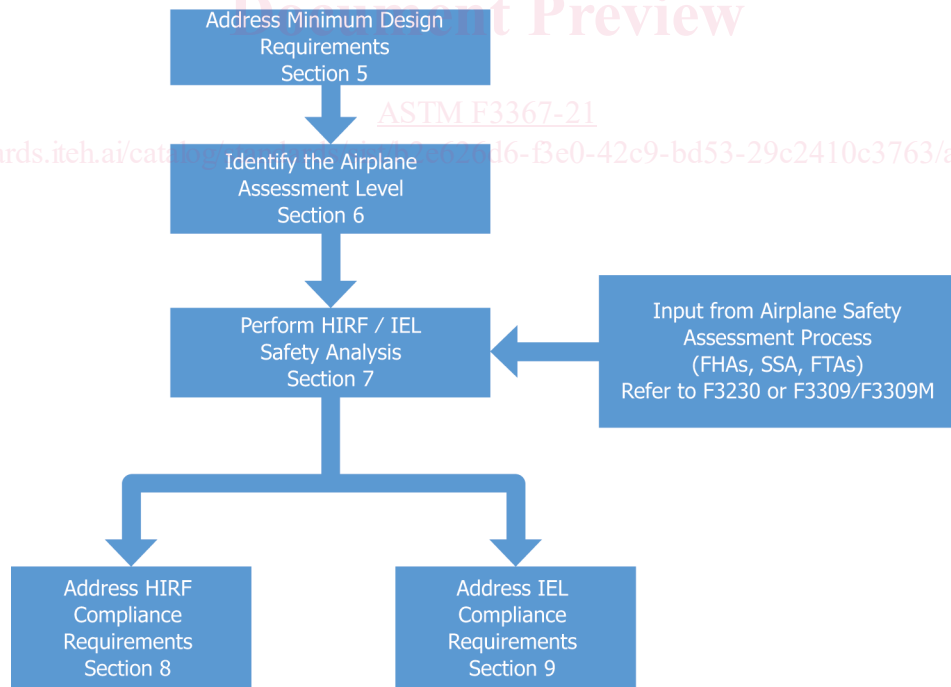 Document Preview
Address Minimum Design
Requirements
Section 5
ASTM F3367-21
Identify the Airplane
Assessment Level
Section 6
Perform HIRF / IEL
Safety Analysis
Section 7
Input from Airplane Safety
Assessment Process
(FHAs, SSA, FTAs)
Refer to F3230 or F3309/F3309M
Address HIRF
Compliance
Requirements
Section 8
Address IEL
Compliance
Requirements
Section 9